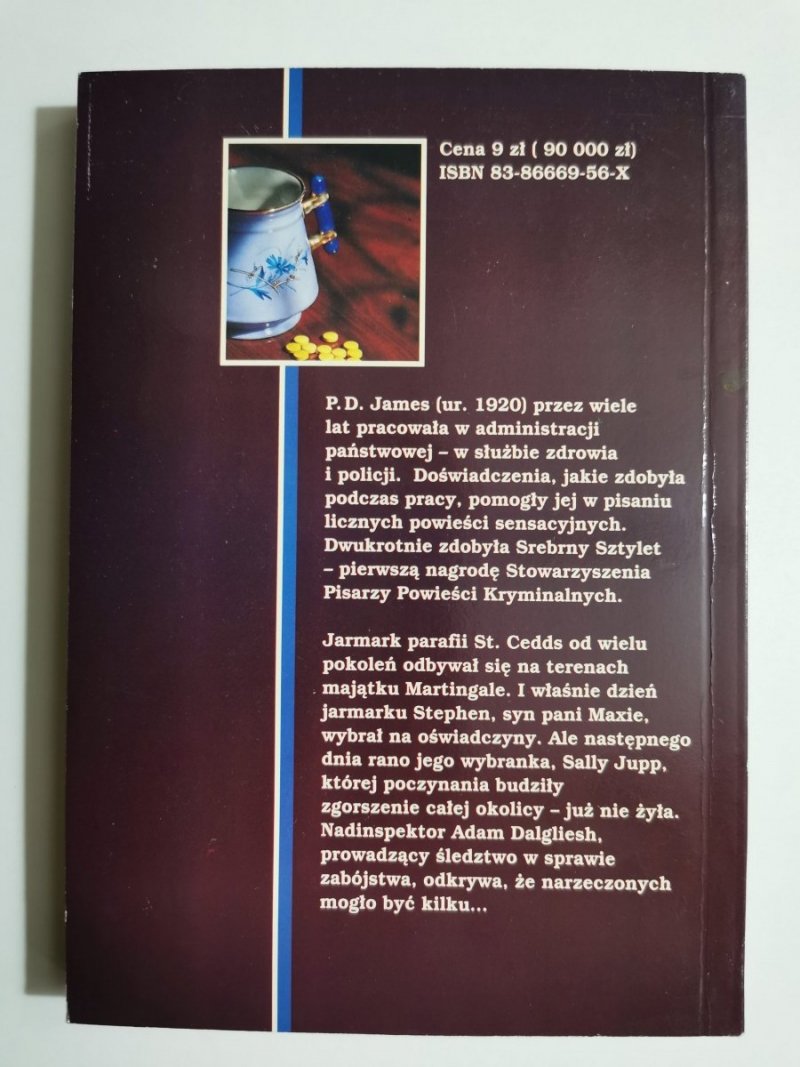 Cena 9 zł ( 90 000 zł)
ISBN 83-86669-56-X
P.D. James (ur. 1920) przez wiele
lat pracowała w administracji
państwowej – w służbie zdrowia
i policji. Doświadczenia, jakie zdobyła
podczas pracy, pomogły jej w pisaniu
licznych powieści sensacyjnych.
Dwukrotnie zdobyła Srebrny Sztylet
– pierwszą nagrodę Stowarzyszenia
Pisarzy Powieści Kryminalnych.
Jarmark parafii St. Cedds od wielu
pokoleń odbywał się na terenach
majątku Martingale. I właśnie dzień
jarmarku Stephen, syn pani Maxie,
wybrał na oświadczyny. Ale następnego
dnia rano jego wybranka, Sally Jupp,
której poczynania budziły
zgorszenie całej okolicy – już nie żyła.
Nadinspektor Adam Dalgliesh,
prowadzący śledztwo w sprawie
zabójstwa, odkrywa, że narzeczonych
mogło być kilku...